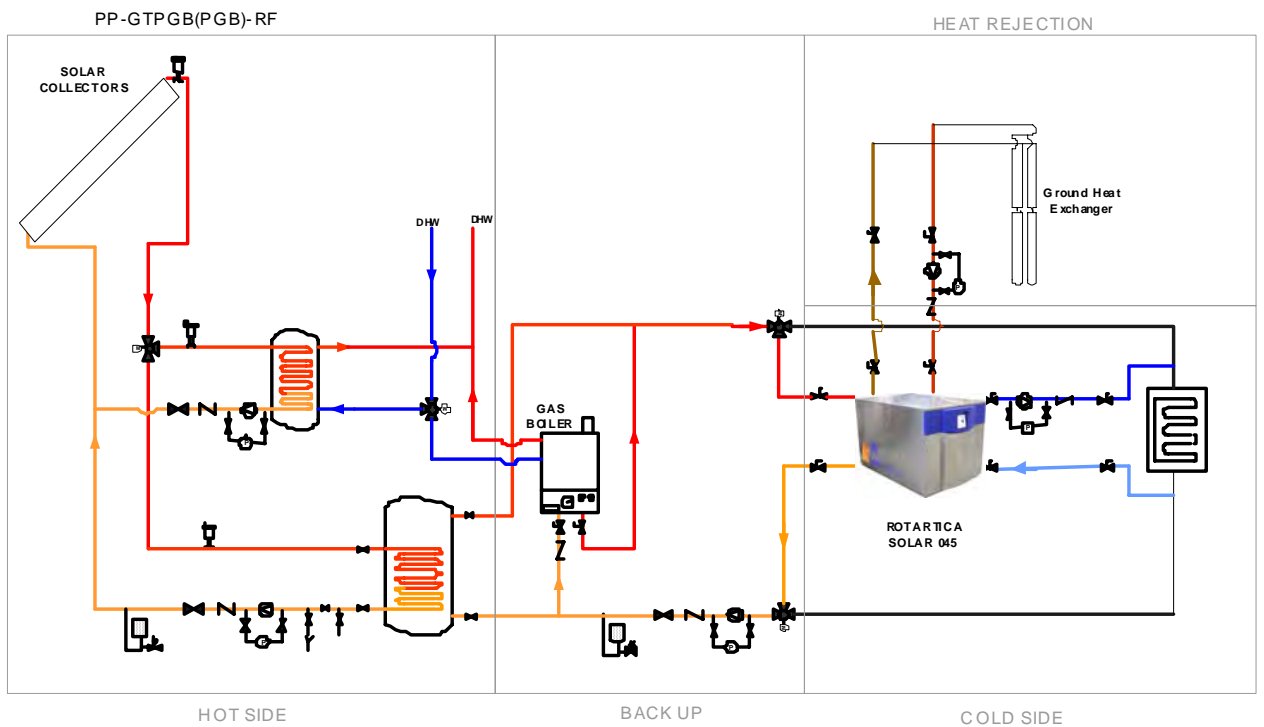 PP-GTPGB(PGB)-RF
HEAT REJECTION
SOLAR
COLLECTORS
Ground Heat
Exchanger
DHW
DHW
GAS
BOILER
ROTARTICA
SOLAR 045
HOT SIDE
BACK UP
COLD SIDE